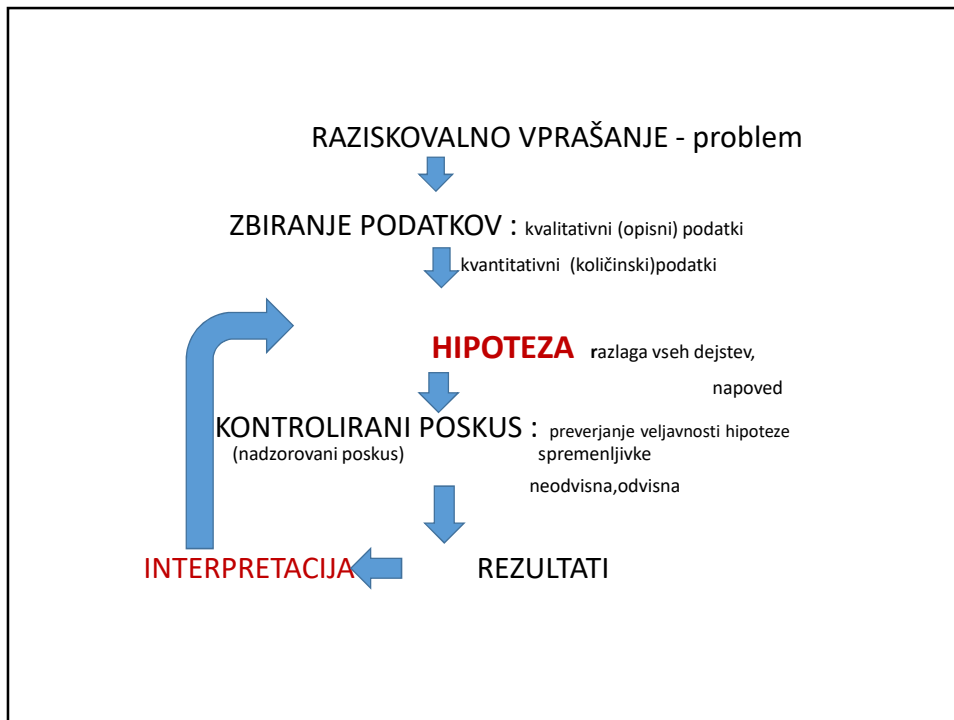 RAZISKOVALNO VPRAŠANJE - problem
ZBIRANJE PODATKOV : kvalitativni (opisni) podatki
kvantitativni (količinski)podatki
HIPOTEZA razlaga vseh dejstev,
napoved
KONTROLIRANI POSKUS : preverjanje veljavnosti hipoteze
(nadzorovani poskus) spremenljivke
neodvisna,odvisna
INTERPRETACIJA REZULTATI